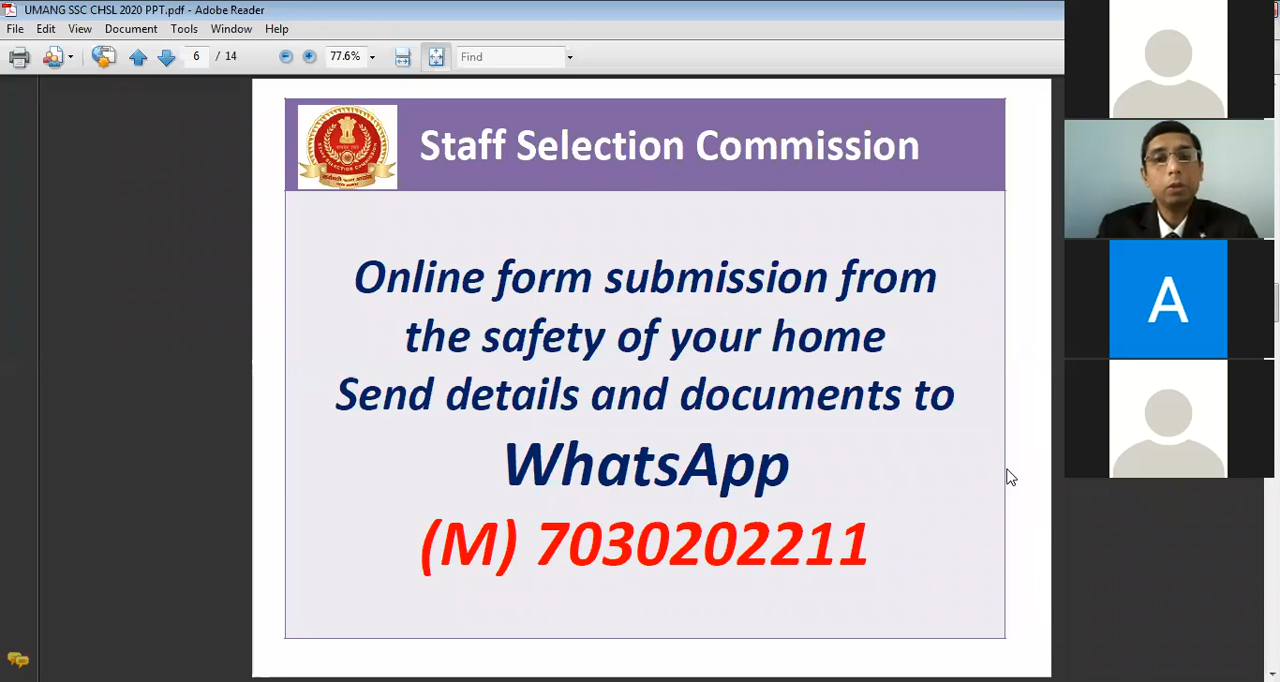 UMANG SSC CHSL 2020 PPT.pdf - Adobe Reader
File Edit View Document Tools Window Help
6 / 14 77.6% Find
Staff Selection Commission
Online form submission from
the safety of your home
Send details and documents to
WhatsApp
(M) 7030202211
A